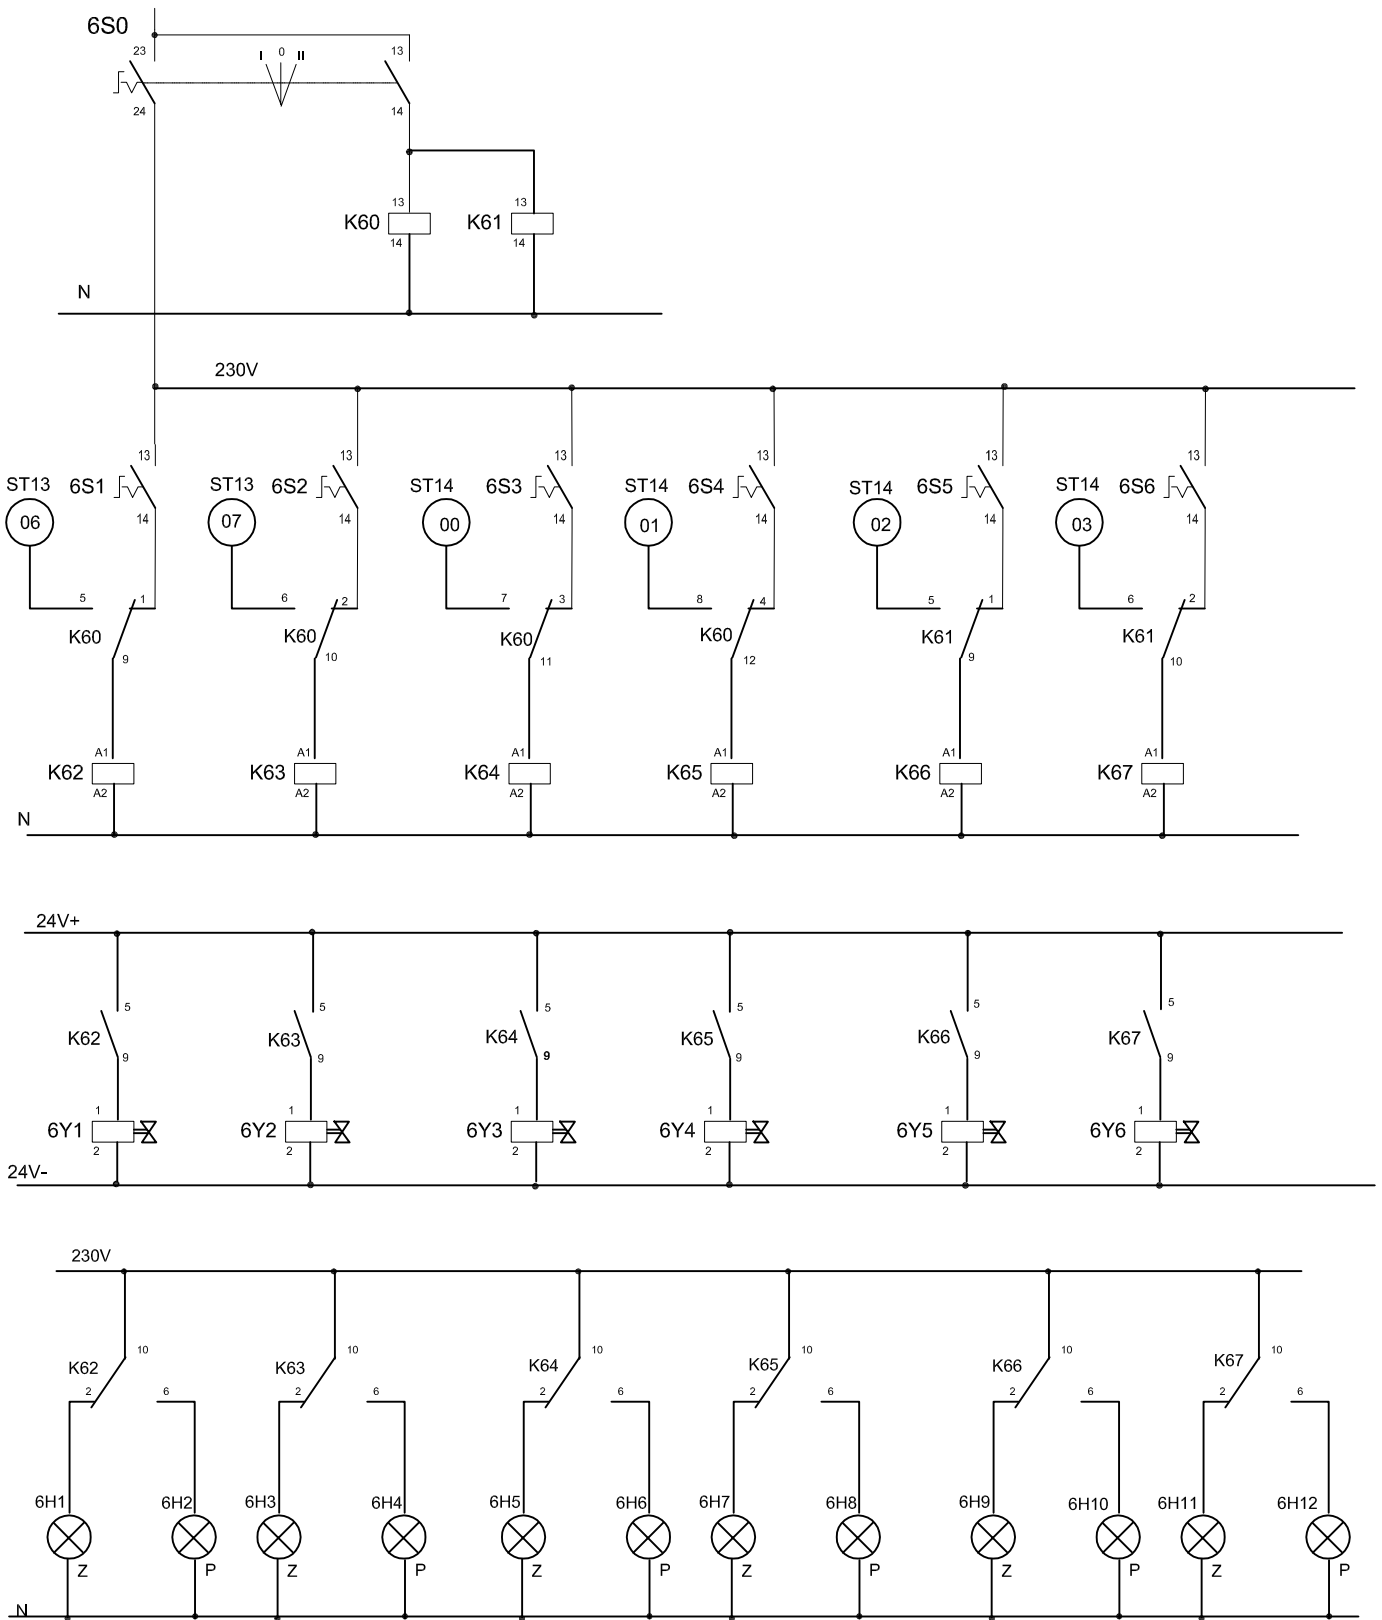 6S0
23 I 0 II 13
24 14
13 13
K60 K61
14 14
N
230V
13 13 13 13 13 13
ST13 6S1 ST13 6S2 ST14 6S3 ST14 6S4 ST14 6S5 ST14 6S6
06 14 07 14 00 14 01 14 02 14 03 14
5 1 6 2 7 3 8 4 5 1 6 2
K60 K60 K60 K60 K61 K61
9 10 11 12 9 10
A1 A1 A1 A1 A1 A1
K62 K63 K64 K65 K66 K67
A2 A2 A2 A2 A2 A2
N
24V+
5 5 5 5 5 5
K62 K63 K64 K65 K66 K67
9 9 9 9 9 9
1 1 1 1 1 1
6Y1 6Y2 6Y3 6Y4 6Y5 6Y6
2 2 2 2 2 2
24V-
230V
10 10 10 10 10 10
K62 K63 K64 K65 K66 K67
2 6 2 6 2 6 2 6 2 6 2 6
6H1 6H2 6H3 6H4 6H5 6H6 6H7 6H8 6H9 6H10 6H11 6H12
Z P Z P Z P Z P Z P Z P
N